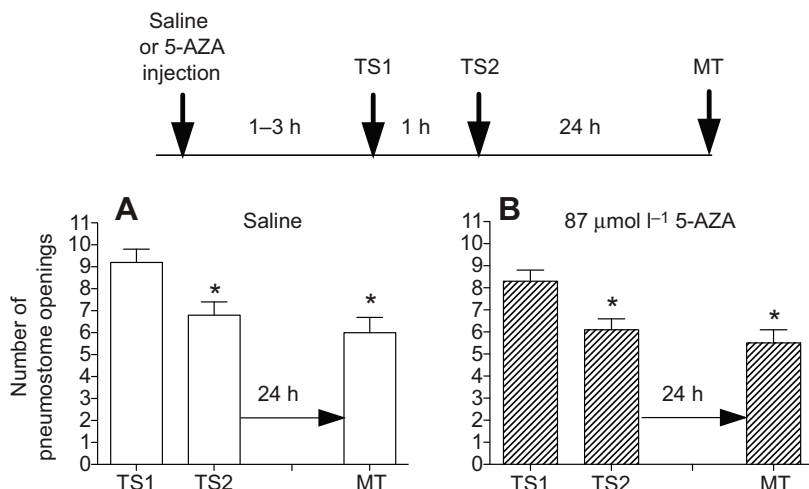 Saline
or 5-AZA
injection
TS1
TS2
MT
1–3 h
1 h
24 h
A
Saline
Number of
pneumostome openings
11
10
9
8
7
6
5
4
3
2
1
0
*
*
24 h
TS1
TS2
MT
B
87 μmol l⁻¹ 5-AZA
11
10
9
8
7
6
5
4
3
2
1
0
*
*
24 h
TS1
TS2
MT